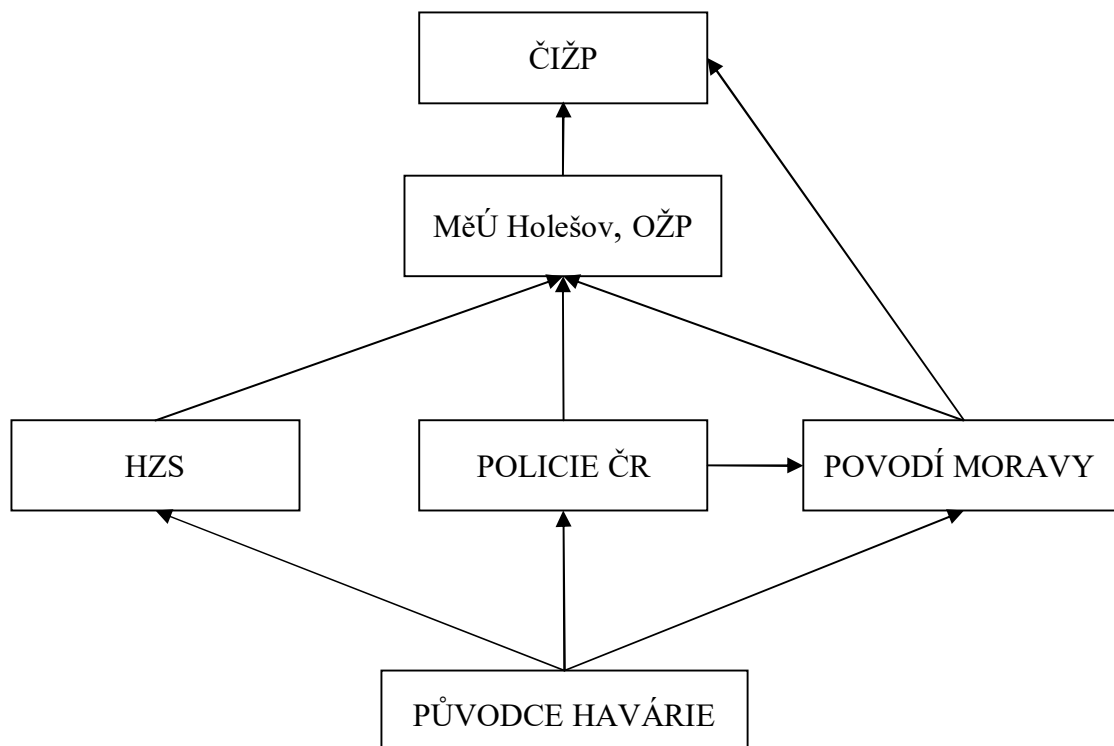 ČIŽP
MěÚ Holešov, OŽP
HZS
POLICIE ČR
POVODÍ MORAVY
PŮVODCE HAVÁRIE